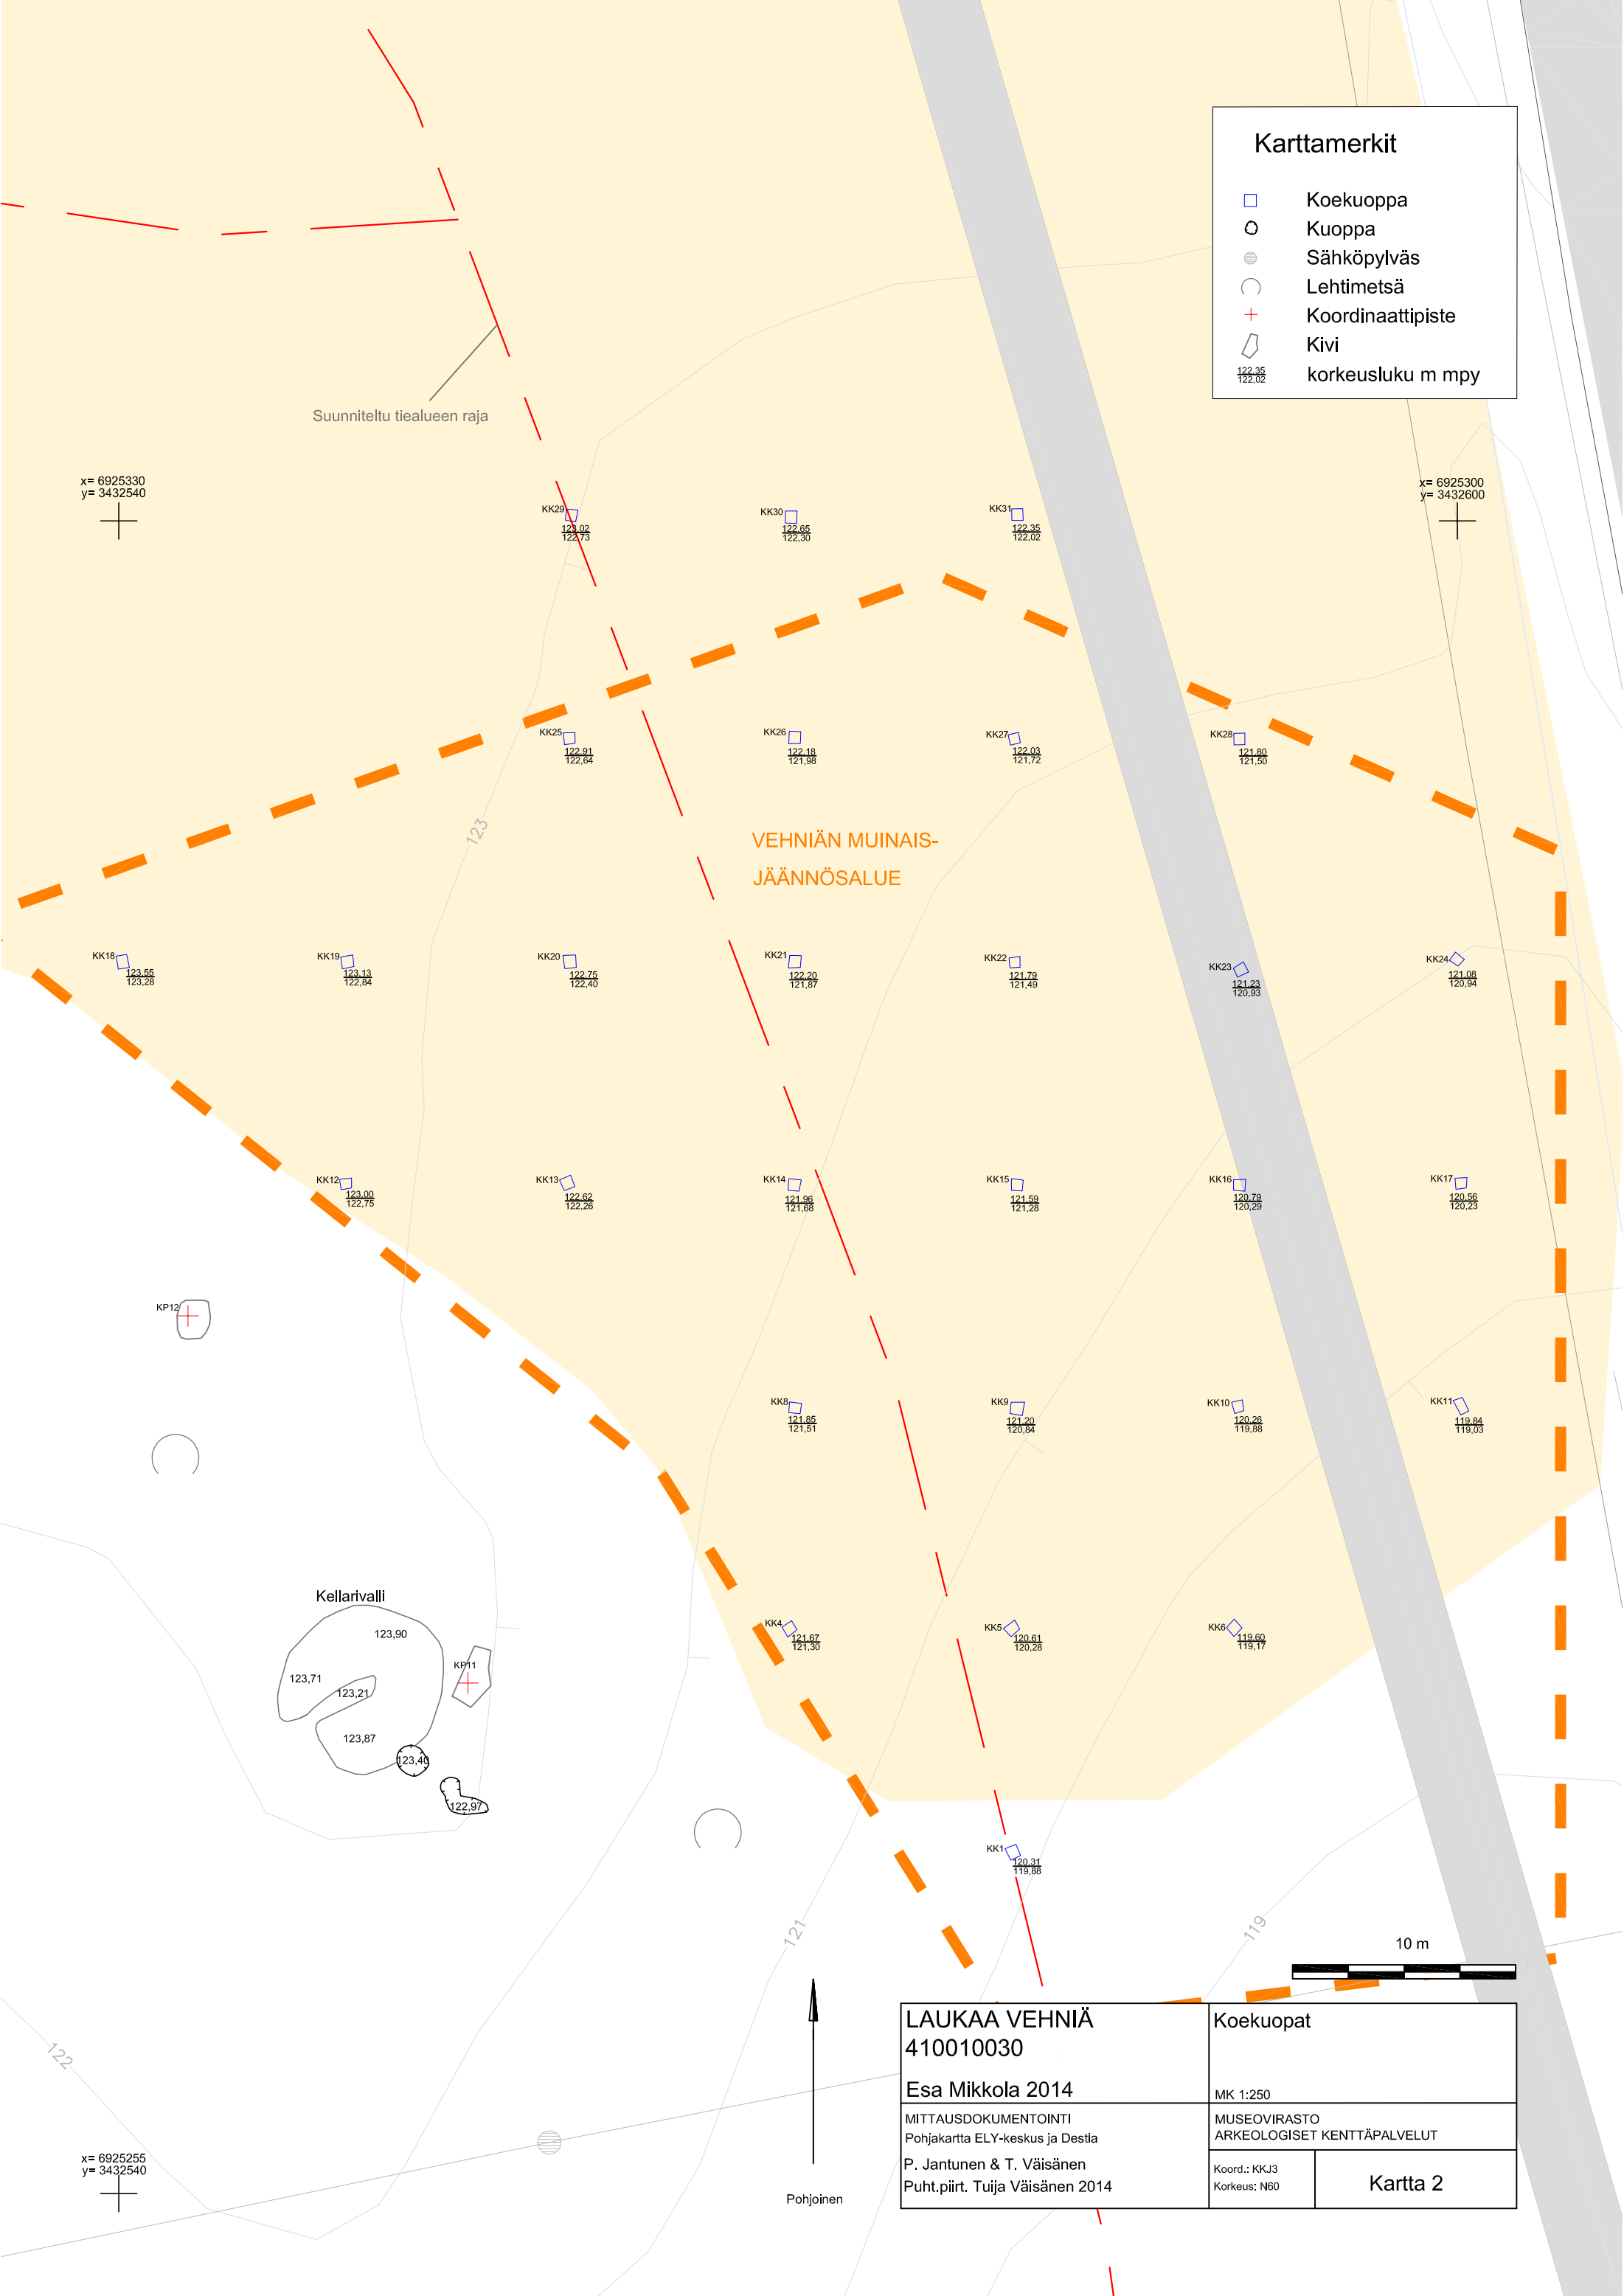 Karttamerkit
Koekuoppa
Kuoppa
Sähköpylväs
Lehtimetsä
Koordinaattipiste
Kivi
122,35
122,02
korkeusluku m mpy
Suunniteltu tiealueen raja
x= 6925330
y= 3432540
x= 6925300
y= 3432600
KK29
123,02
122,73
KK30
122,65
122,30
KK31
122,35
122,02
KK25
122,91
122,64
KK26
122,18
121,98
KK27
122,03
121,72
KK28
121,80
121,50
123
VEHNIÄN MUINAIS-
JÄÄNNÖSALUE
KK18
123,55
123,28
KK19
123,13
122,84
KK20
122,75
122,40
KK21
122,20
121,87
KK22
121,79
121,49
KK23
121,23
120,93
KK24
121,08
120,94
KK12
123,00
122,75
KK13
122,62
122,26
KK14
121,96
121,68
KK15
121,59
121,28
KK16
120,79
120,29
KK17
120,56
120,23
KP12
KK8
121,85
121,51
KK9
121,20
120,84
KK10
120,26
119,88
KK11
119,84
119,03
Kellarivalli
123,90
123,71
123,21
123,87
123,40
122,97
KP11
KK4
121,67
121,30
KK5
120,61
120,28
KK6
119,60
119,17
KK1
120,31
119,88
121
119
122
10 m
LAUKAA VEHNIÄ
410010030
Esa Mikkola 2014
Koekuopat
MK 1:250
MITTAUSDOKUMENTOINTI
Pohjakartta ELY-keskus ja Destia
P. Jantunen & T. Väisänen
Puht.piirt. Tuija Väisänen 2014
MUSEOVIRASTO
ARKEOLOGISET KENTTÄPALVELUT
Koord.: KKJ3
Korkeus: N60
Kartta 2
x= 6925255
y= 3432540
Pohjoinen